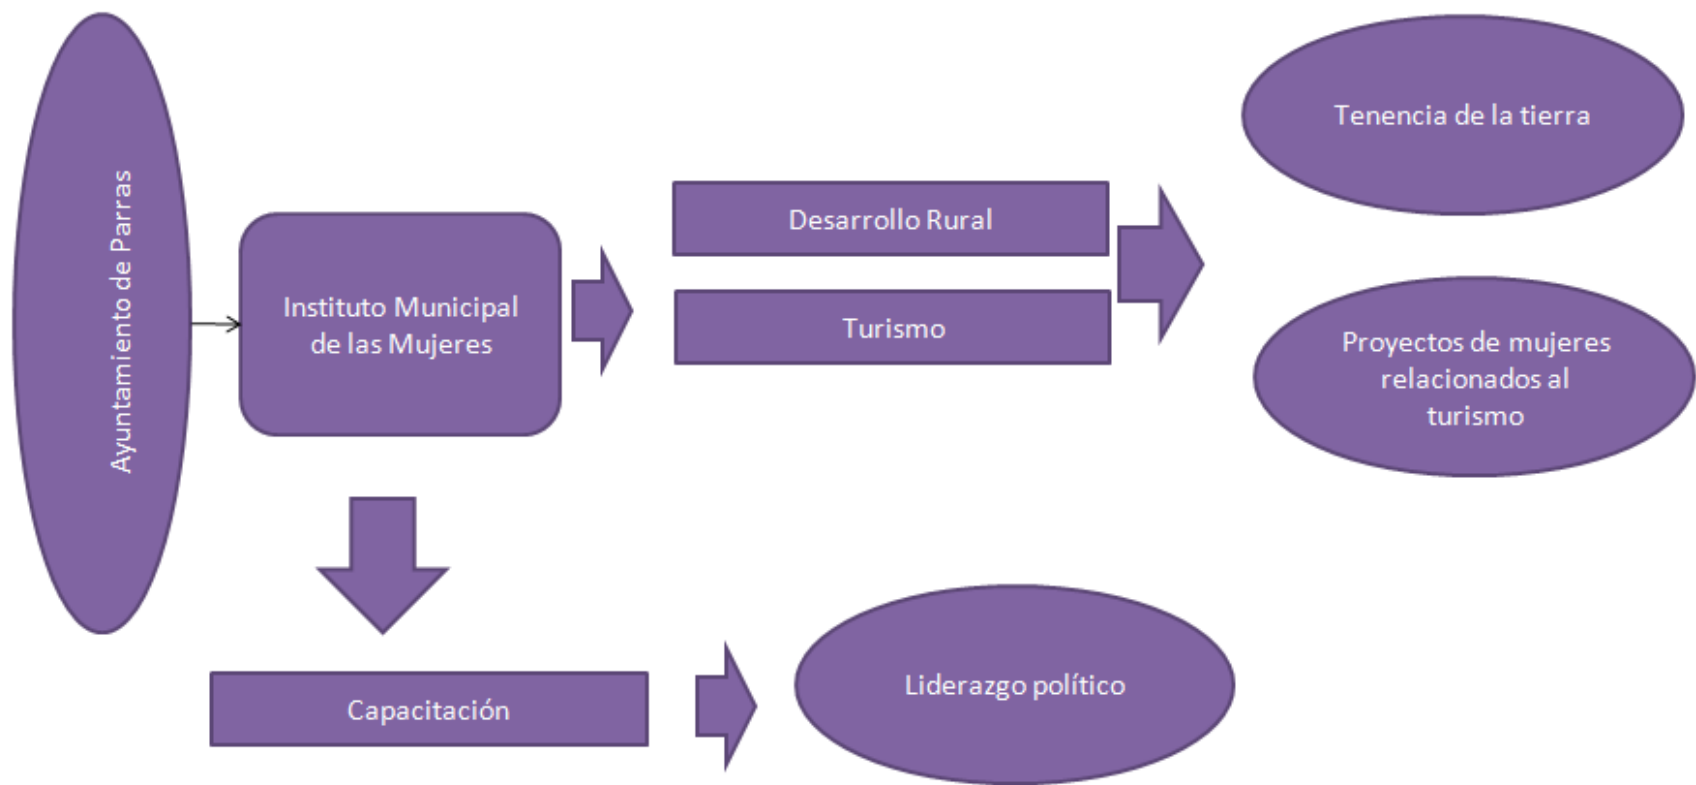 Ayuntamiento de Parras
Instituto Municipal
de las Mujeres
Desarrollo Rural
Turismo
Tenencia de la tierra
Proyectos de mujeres
relacionados al
turismo
Capacitación
Liderazgo político